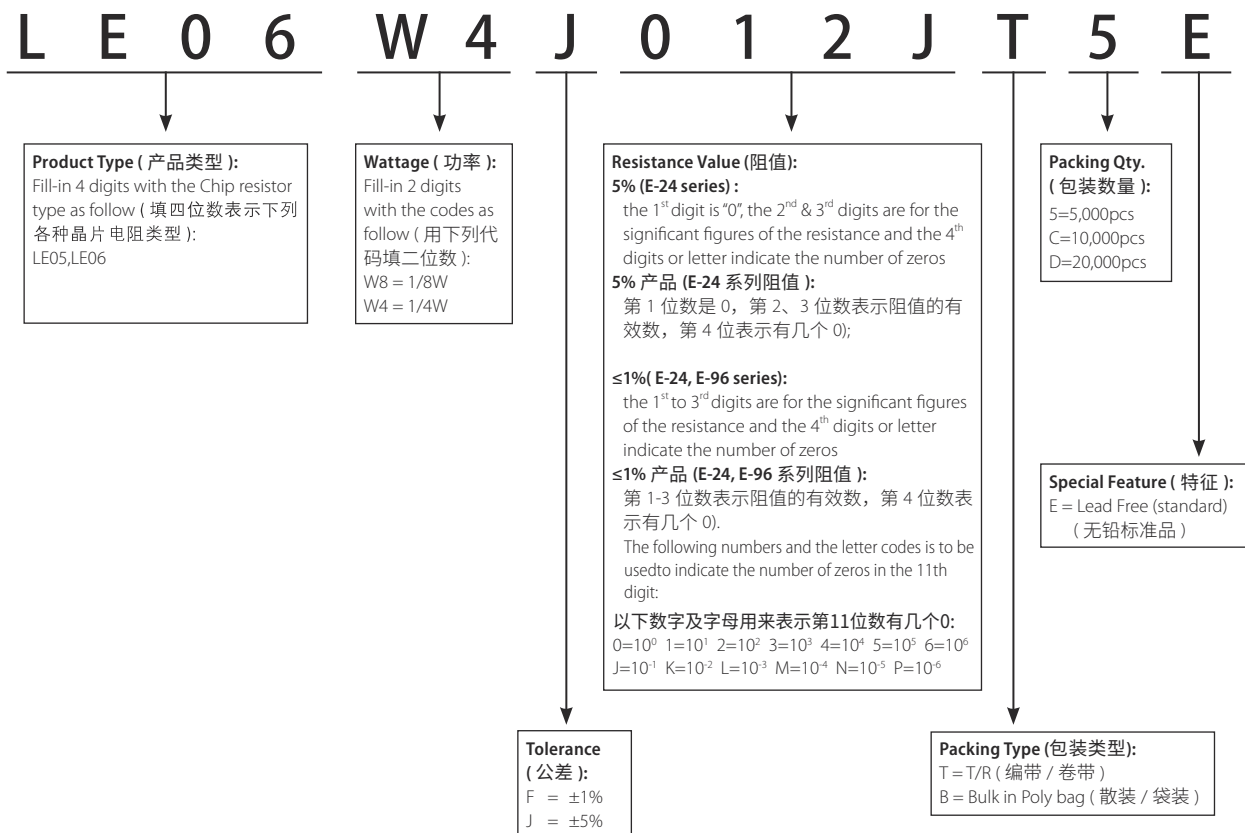 L E 0 6 W 4 J 0 1 2 J T 5 E
Product Type ( 产品类型 ):
Fill-in 4 digits with the Chip resistor
type as follow ( 填四位数表示下列
各种晶片电阻类型 ):
LE05,LE06
Wattage ( 功率 ):
Fill-in 2 digits
with the codes as
follow ( 用下列代
码填二位数 ):
W8 = 1/8W
W4 = 1/4W
Resistance Value (阻值):
5% (E-24 series) :
the 1st digit is “0”, the 2nd & 3rd digits are for the
significant figures of the resistance and the 4th
digits or letter indicate the number of zeros
5% 产品 (E-24 系列阻值 ):
第 1 位数是 0，第 2、3 位数表示阻值的有
效数，第 4 位表示有几个 0);
≤1%( E-24, E-96 series):
the 1st to 3rd digits are for the significant figures
of the resistance and the 4th digits or letter
indicate the number of zeros
≤1% 产品 (E-24, E-96 系列阻值 ):
第 1-3 位数表示阻值的有效数，第 4 位数表
示有几个 0).
The following numbers and the letter codes is to be
usedto indicate the number of zeros in the 11th
digit:
以下数字及字母用来表示第11位数有几个0:
0=10⁰ 1=10¹ 2=10² 3=10³ 4=10⁴ 5=10⁵ 6=10⁶
J=10⁻¹ K=10⁻² L=10⁻³ M=10⁻⁴ N=10⁻⁵ P=10⁻⁶
Packing Qty.
( 包装数量 ):
5=5,000pcs
C=10,000pcs
D=20,000pcs
Special Feature ( 特征 ):
E = Lead Free (standard)
( 无铅标准品 )
Tolerance
( 公差 ):
F = ±1%
J = ±5%
Packing Type (包装类型):
T = T/R ( 编带 / 卷带 )
B = Bulk in Poly bag ( 散装 / 袋装 )